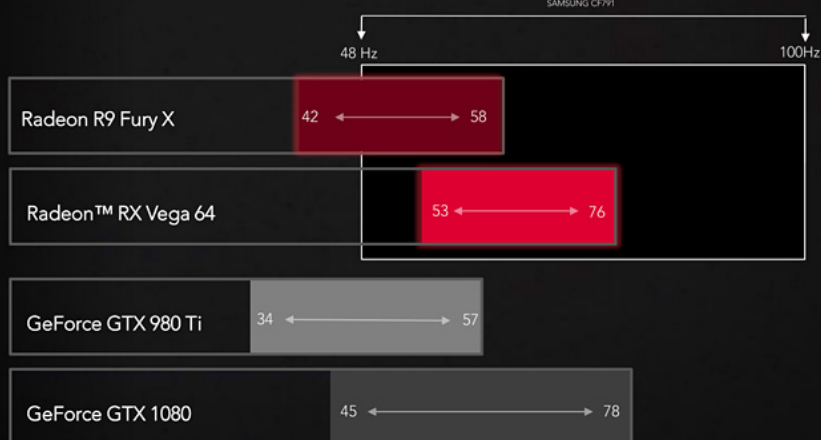 SAMSUNG CF791
48 Hz 100Hz
Radeon R9 Fury X 42 58
Radeon™ RX Vega 64 53 76
GeForce GTX 980 Ti 34 57
GeForce GTX 1080 45 78